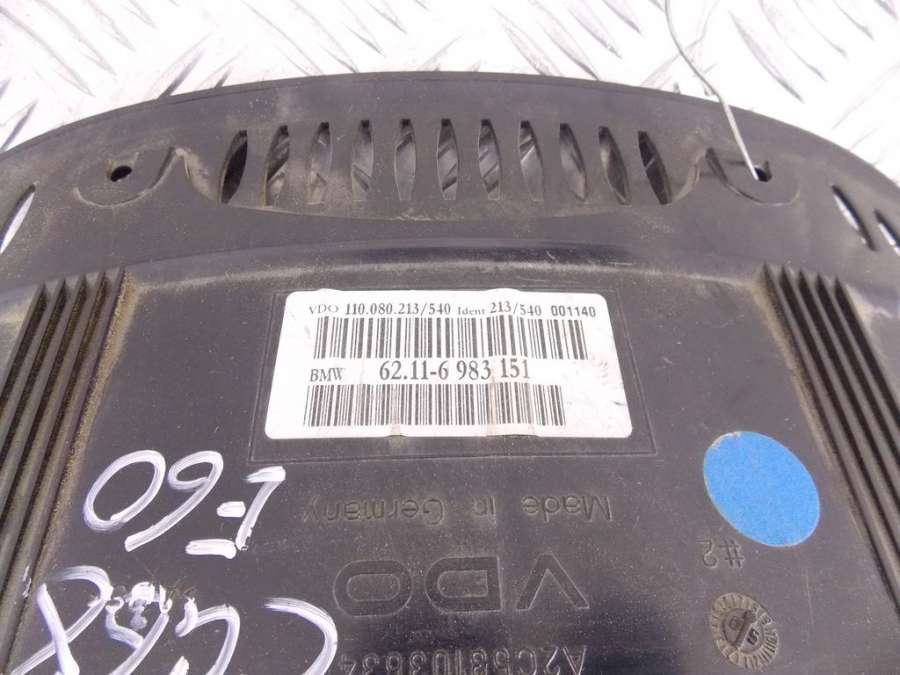 VDO 110.080.213/540 Ident 213/540 001140
BMW 62.11-6 983 151
E60
Made in Germany
#2
VDO
A2C53103634